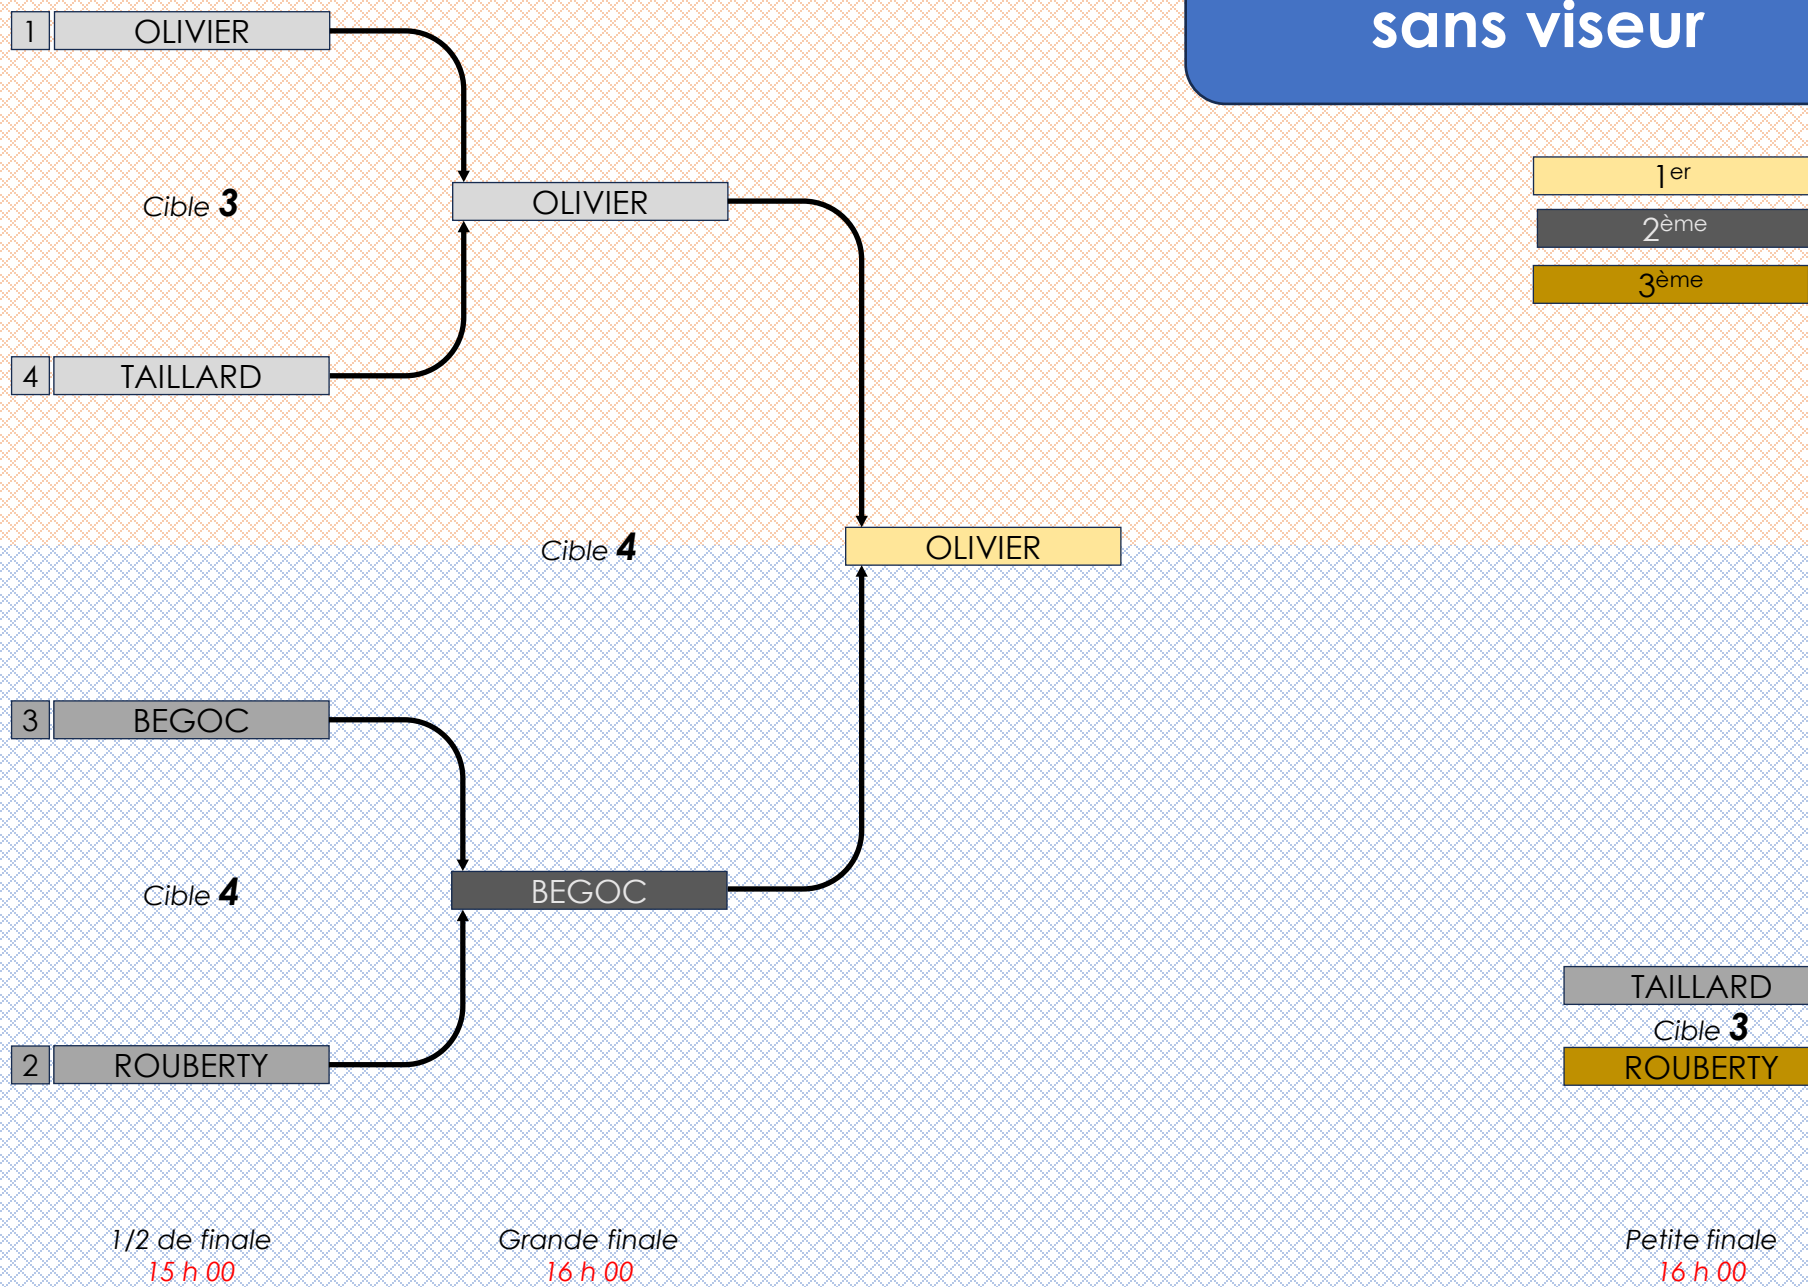 sans viseur
1 OLIVIER
1er
2ème
3ème
Cible 3
OLIVIER
4 TAILLARD
Cible 4
OLIVIER
3 BEGOC
Cible 4
BEGOC
2 ROUBERTY
TAILLARD
Cible 3
ROUBERTY
1/2 de finale
15 h 00
Grande finale
16 h 00
Petite finale
16 h 00